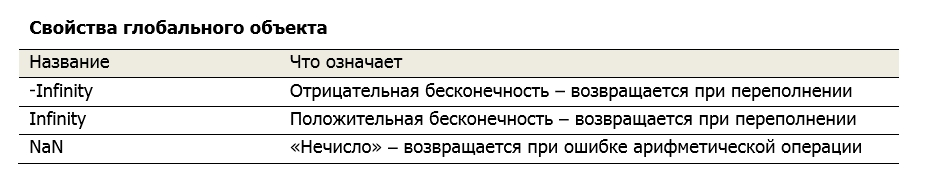 Свойства глобального объекта
Название Что означает
-Infinity Отрицательная бесконечность – возвращается при переполнении
Infinity Положительная бесконечность – возвращается при переполнении
NaN «Нечисло» – возвращается при ошибке арифметической операции